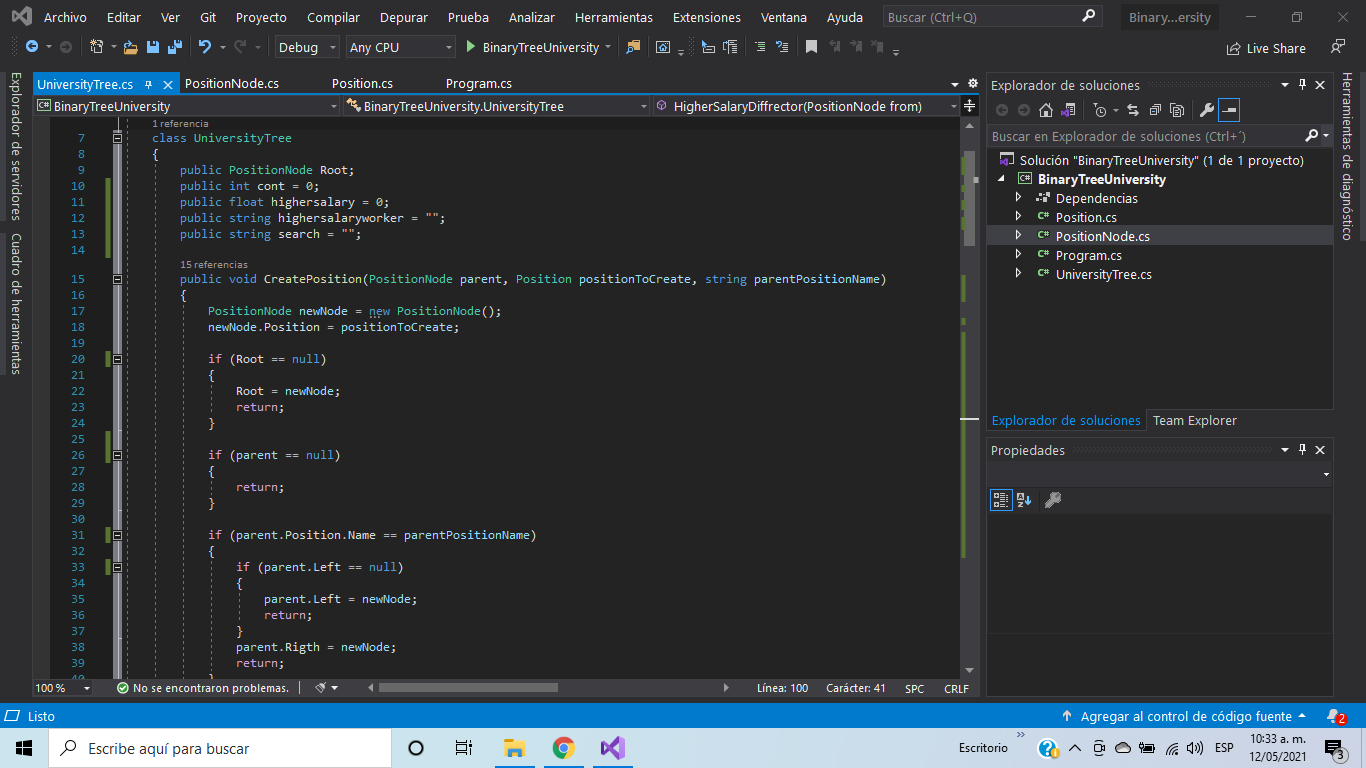 Archivo Editar Ver Git Proyecto Compilar Depurar Prueba Analizar Herramientas Extensiones Ventana Ayuda Buscar (Ctrl+Q) Binary...ersity
Debug Any CPU BinaryTreeUniversity Live Share
Explorador de servidores
Cuadro de herramientas
UniversityTree.cs PositionNode.cs Position.cs Program.cs
C# BinaryTreeUniversity BinaryTreeUniversity.UniversityTree HigherSalaryDiffrector(PositionNode from)
1 referencia
7 class UniversityTree
8 {
9 public PositionNode Root;
10 public int cont = 0;
11 public float highersalary = 0;
12 public string highersalaryworker = "";
13 public string search = "";
14
15 referencias
15 public void CreatePosition(PositionNode parent, Position positionToCreate, string parentPositionName)
16 {
17 PositionNode newNode = new PositionNode();
18 newNode.Position = positionToCreate;
19
20 if (Root == null)
21 {
22 Root = newNode;
23 return;
24 }
25
26 if (parent == null)
27 {
28 return;
29 }
30
31 if (parent.Position.Name == parentPositionName)
32 {
33 if (parent.Left == null)
34 {
35 parent.Left = newNode;
36 return;
37 }
38 parent.Rigth = newNode;
39 return;
40 }
100 % No se encontraron problemas. Línea: 100 Carácter: 41 SPC CRLF
Explorador de soluciones
Buscar en Explorador de soluciones (Ctrl+´)
Solución "BinaryTreeUniversity" (1 de 1 proyecto)
C# BinaryTreeUniversity
Dependencias
C# Position.cs
C# PositionNode.cs
C# Program.cs
C# UniversityTree.cs
Explorador de soluciones Team Explorer
Propiedades
Herramientas de diagnóstico
Listo Agregar al control de código fuente 2
Escribe aquí para buscar Escritorio ESP 10:33 a. m.
12/05/2021 3